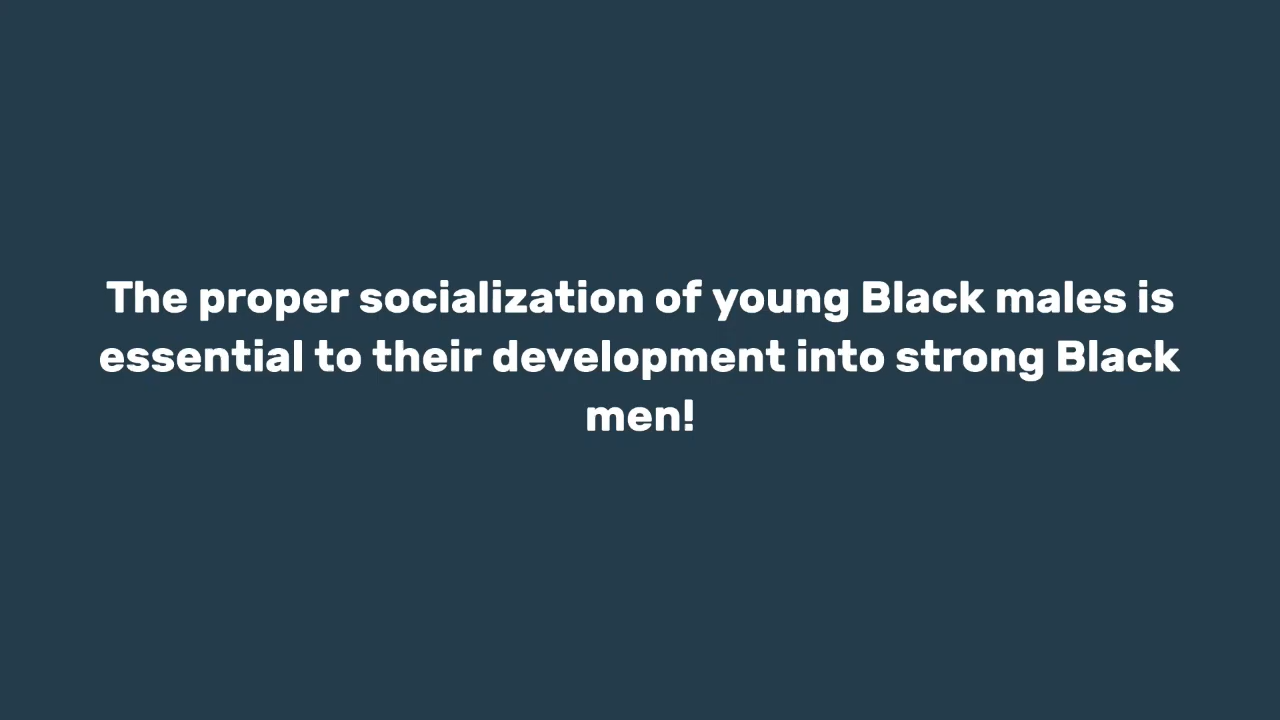 The proper socialization of young Black males is
essential to their development into strong Black
men!